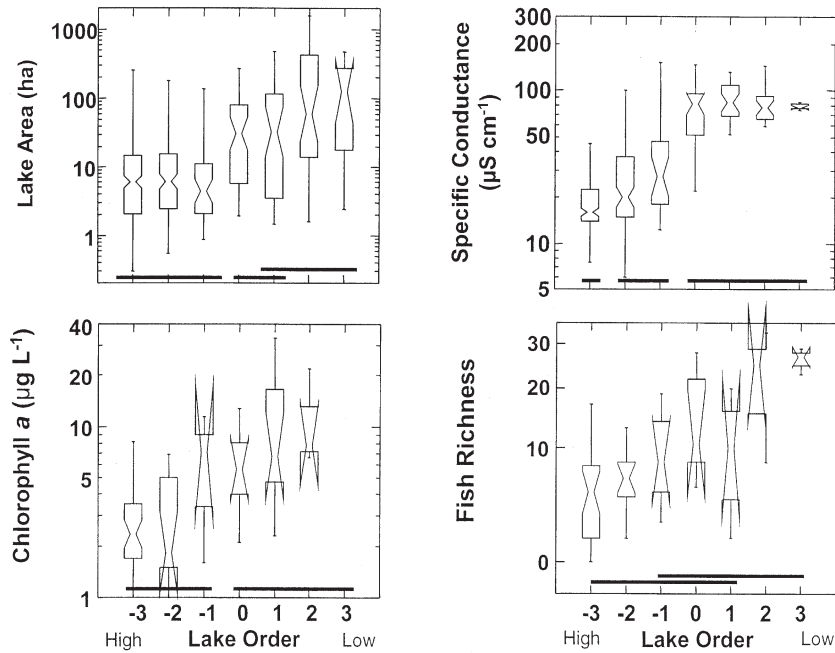 Lake Area (ha)
1000
100
10
1
Specific Conductance
(µS cm-1)
300
200
100
50
10
5
Chlorophyll a (µg L-1)
40
20
10
5
1
-3 -2 -1 0 1 2 3
High Lake Order Low
Fish Richness
30
20
10
0
-3 -2 -1 0 1 2 3
High Lake Order Low